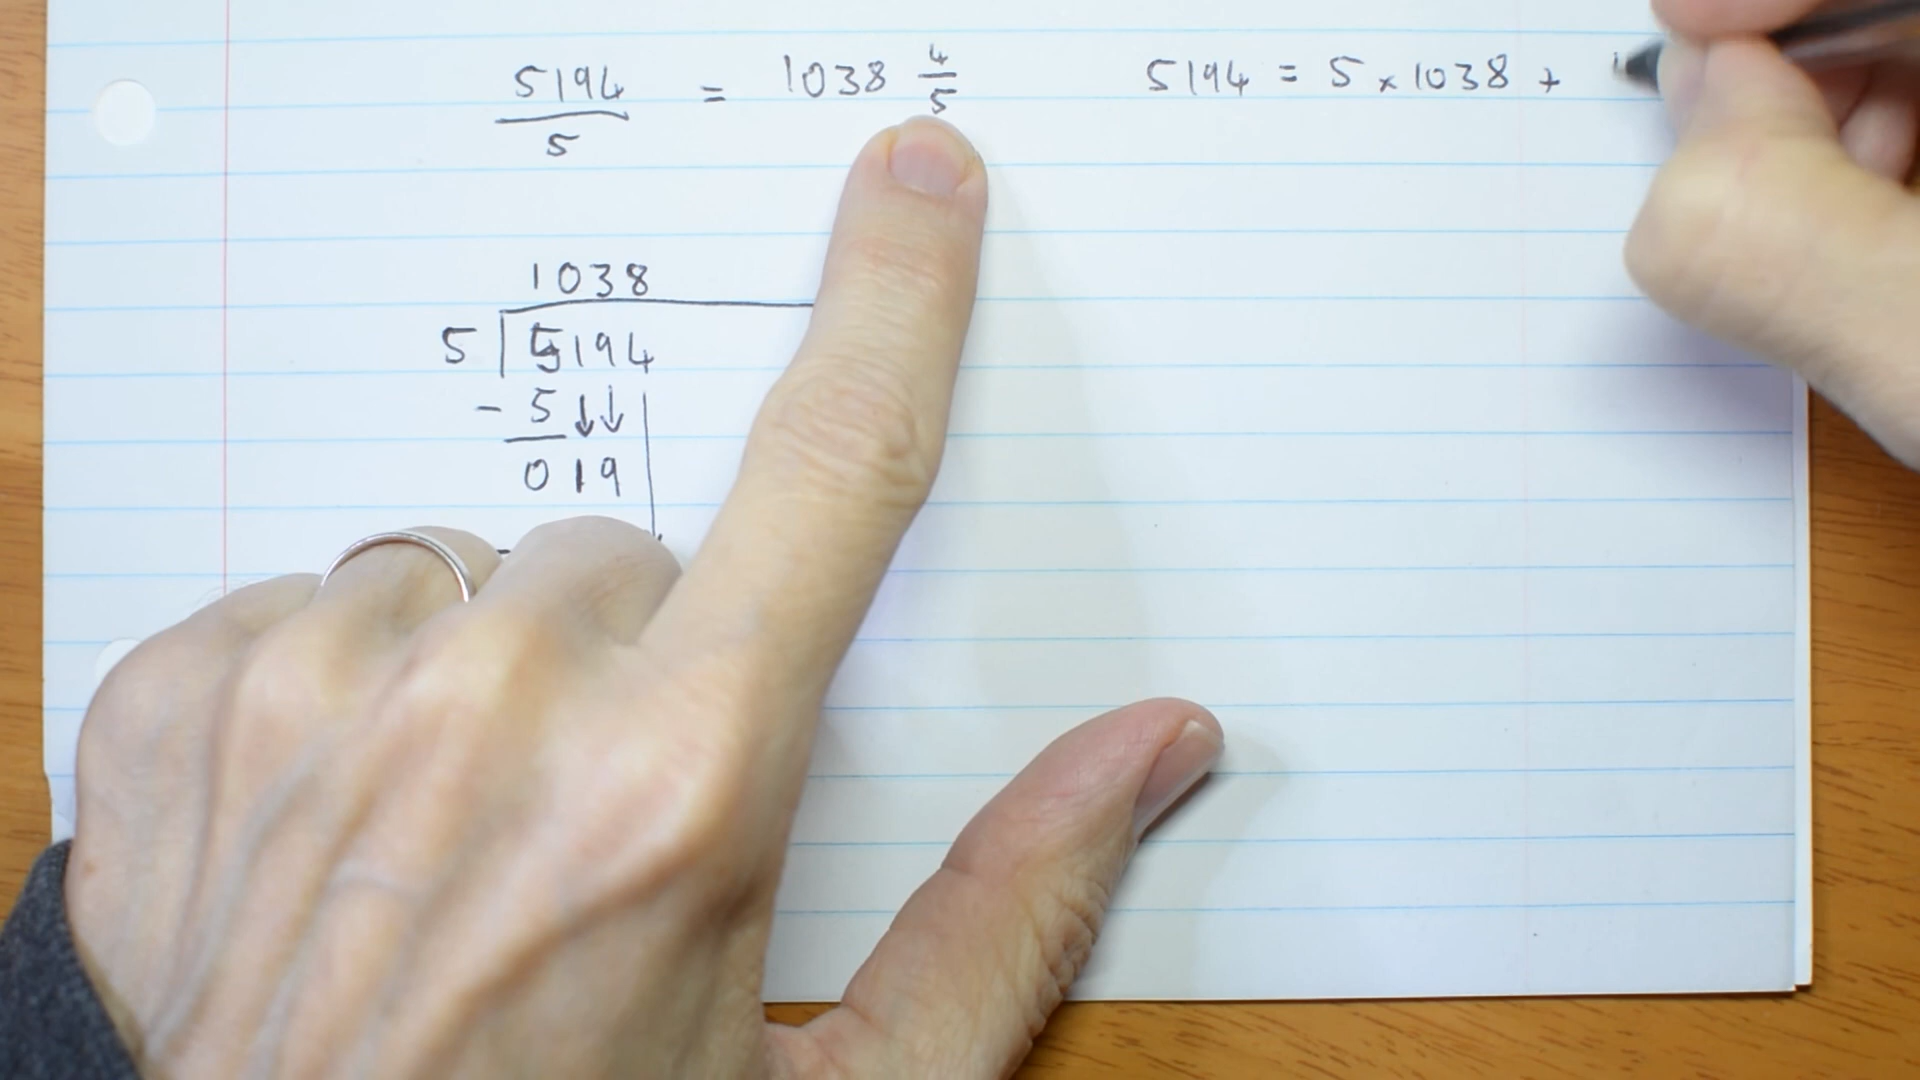 5194/5 = 1038 4/5
5194 = 5 × 1038 +
1038
5 | 5194
- 5 ↓↓
019